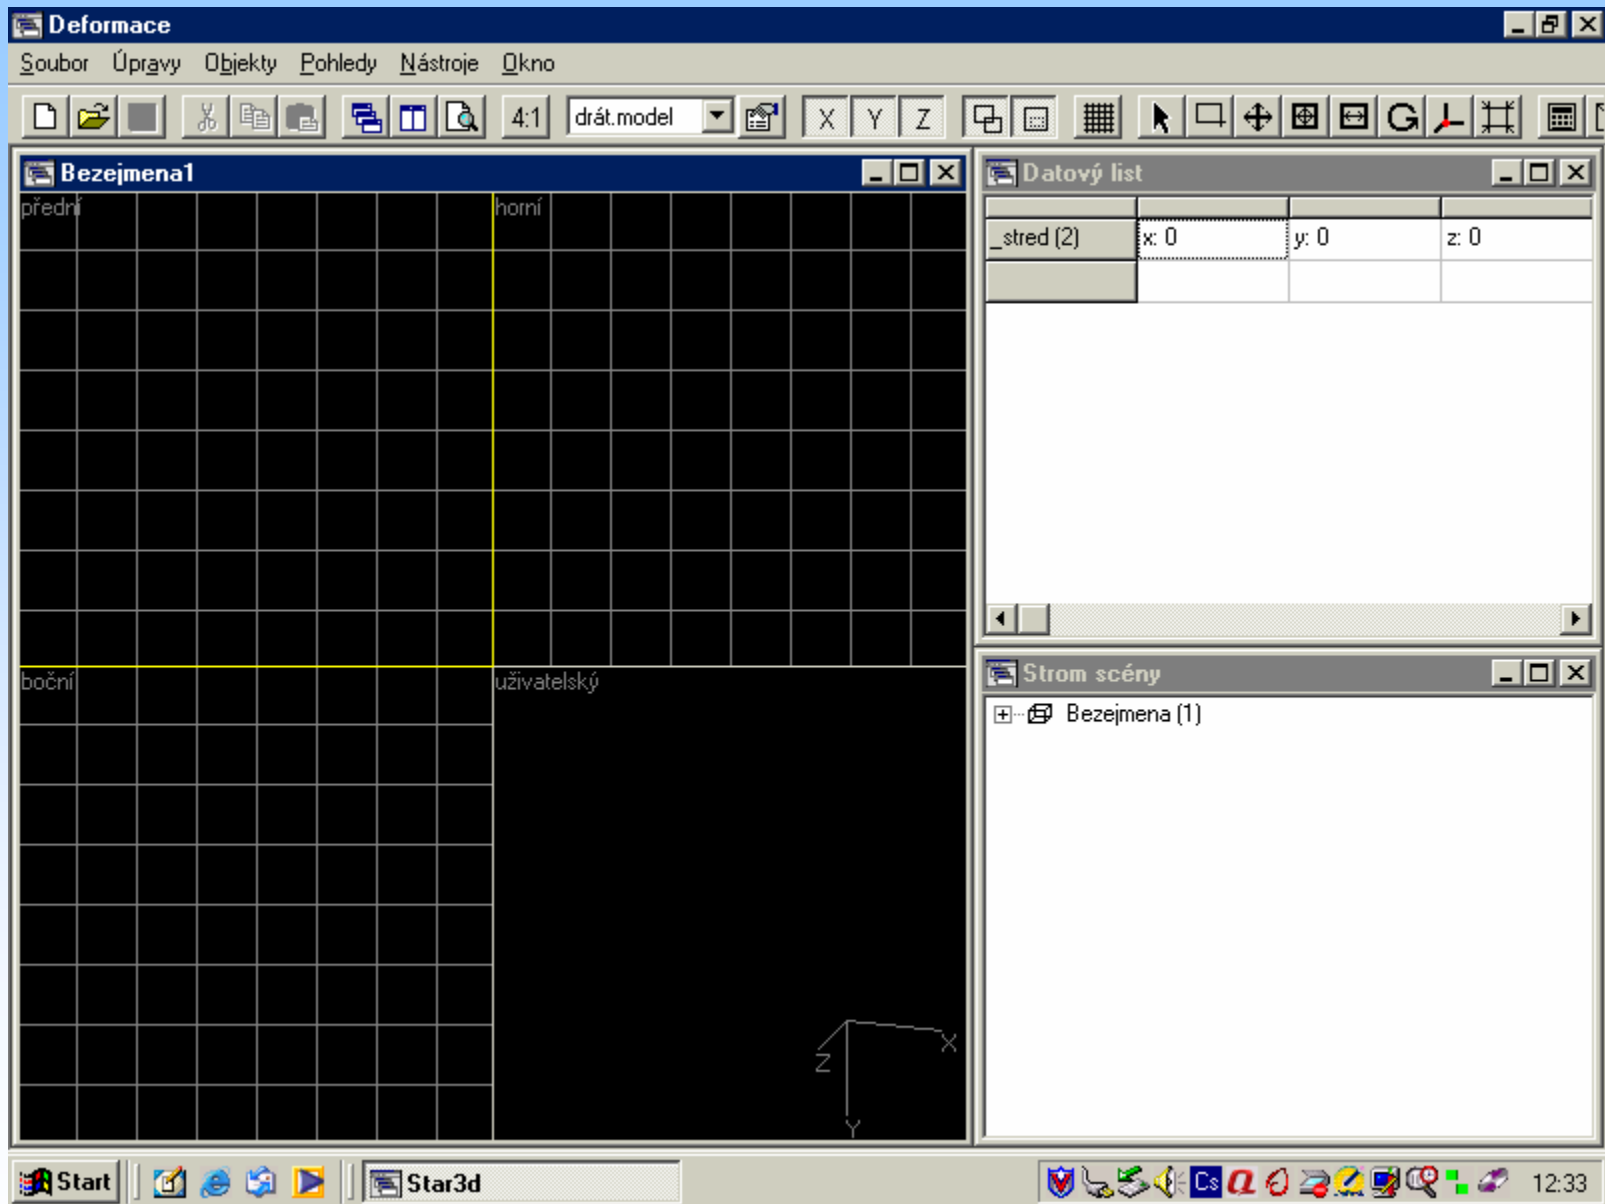 Deformace
Soubor Úpravy Objekty Pohledy Nástroje Okno
4:1 drát.model X Y Z
Bezejmena1
přední
horní
boční
uživatelský
Z X
Y
Datový list
_stred (2) x: 0 y: 0 z: 0
Strom scény
Bezejmena (1)
Start Star3d Cs 12:33